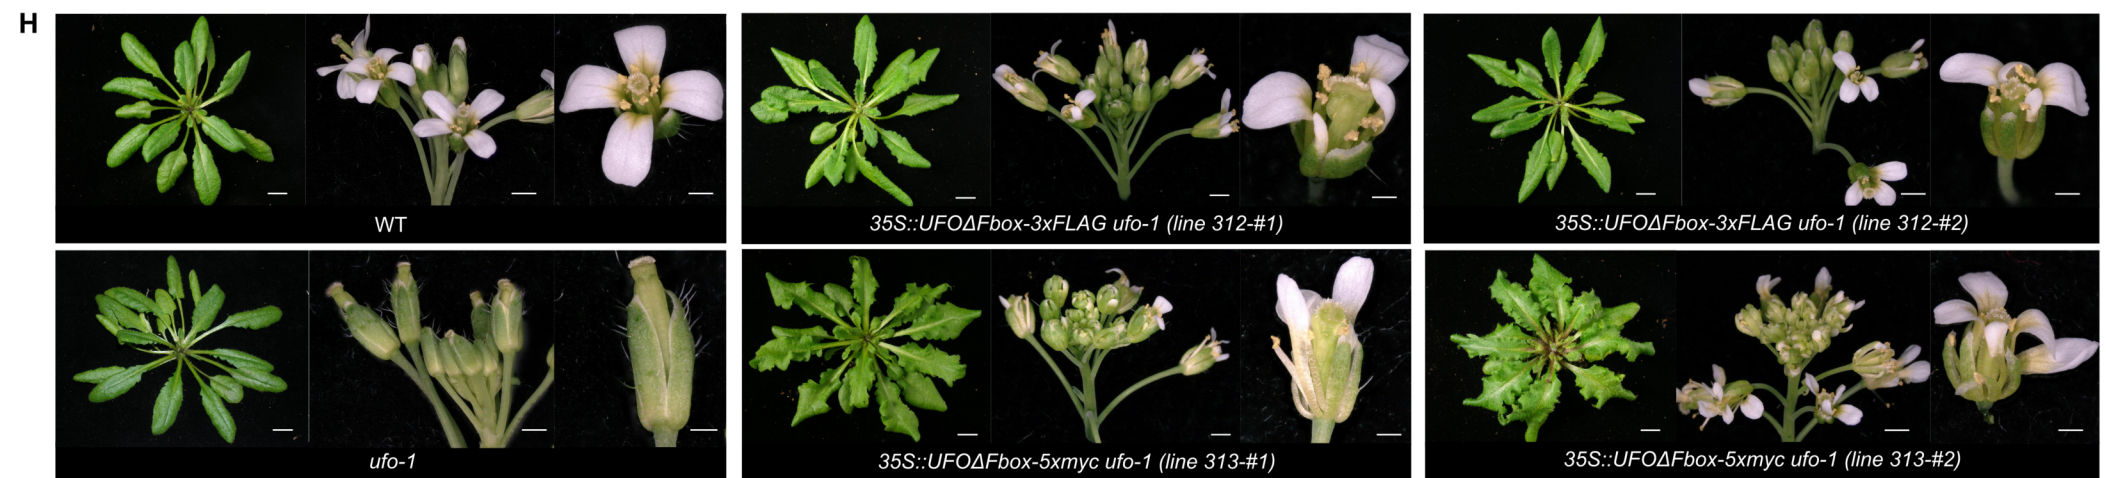 H
WT
35S::UFOΔFbox-3xFLAG ufo-1 (line 312-#1)
35S::UFOΔFbox-3xFLAG ufo-1 (line 312-#2)
ufo-1
35S::UFOΔFbox-5xmyc ufo-1 (line 313-#1)
35S::UFOΔFbox-5xmyc ufo-1 (line 313-#2)